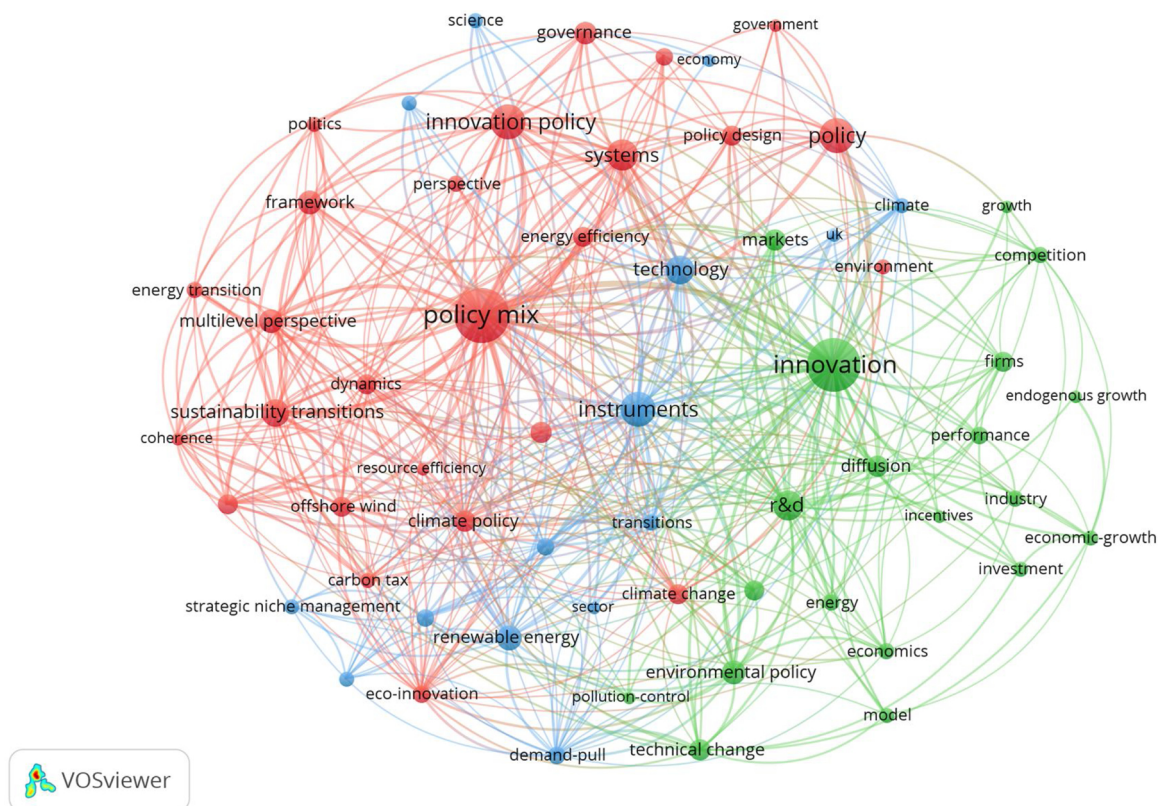 science
governance
government
economy
innovation policy
politics
systems
policy design
policy
perspective
framework
climate
growth
energy efficiency
markets
uk
competition
technology
environment
energy transition
policy mix
multilevel perspective
innovation
firms
dynamics
endogenous growth
sustainability transitions
instruments
coherence
performance
resource efficiency
diffusion
offshore wind
r&d
industry
climate policy
transitions
incentives
economic-growth
investment
carbon tax
climate change
strategic niche management
sector
energy
renewable energy
economics
environmental policy
eco-innovation
pollution-control
model
demand-pull
technical change
VOSviewer